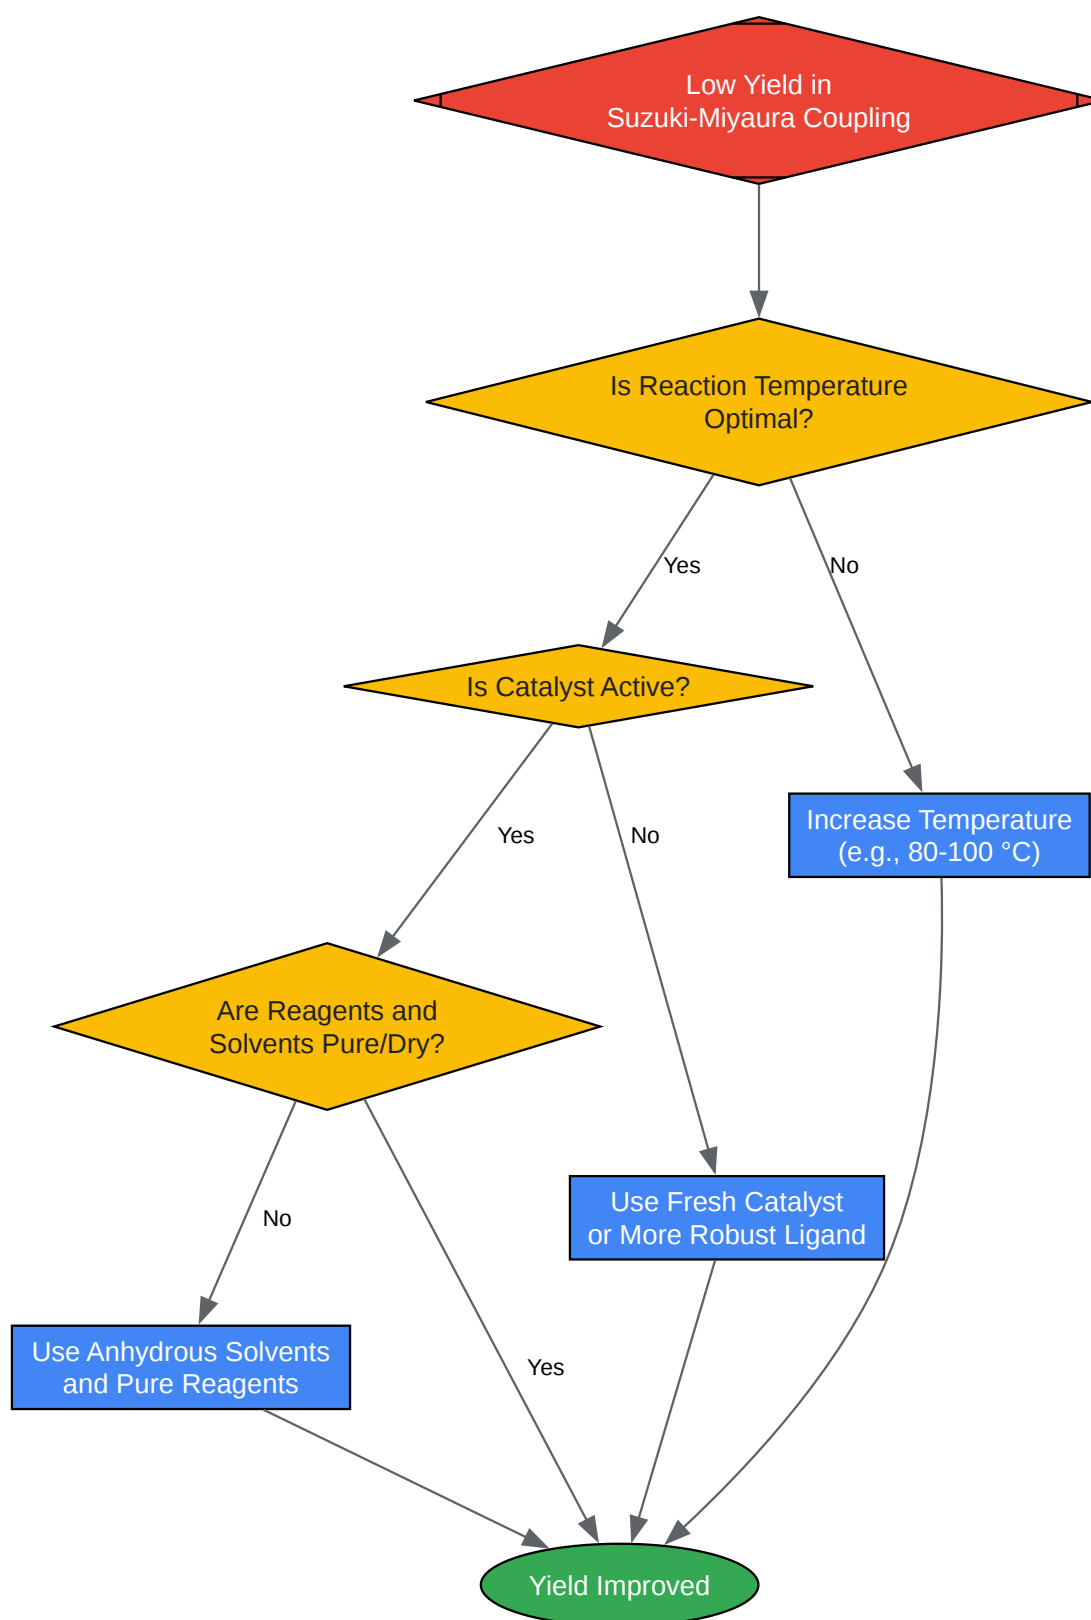 Low Yield in
Suzuki-Miyaura Coupling
Is Reaction Temperature
Optimal?
Yes
No
Is Catalyst Active?
Increase Temperature
(e.g., 80-100 °C)
Yes
No
Are Reagents and
Solvents Pure/Dry?
Use Fresh Catalyst
or More Robust Ligand
No
Use Anhydrous Solvents
and Pure Reagents
Yes
Yield Improved